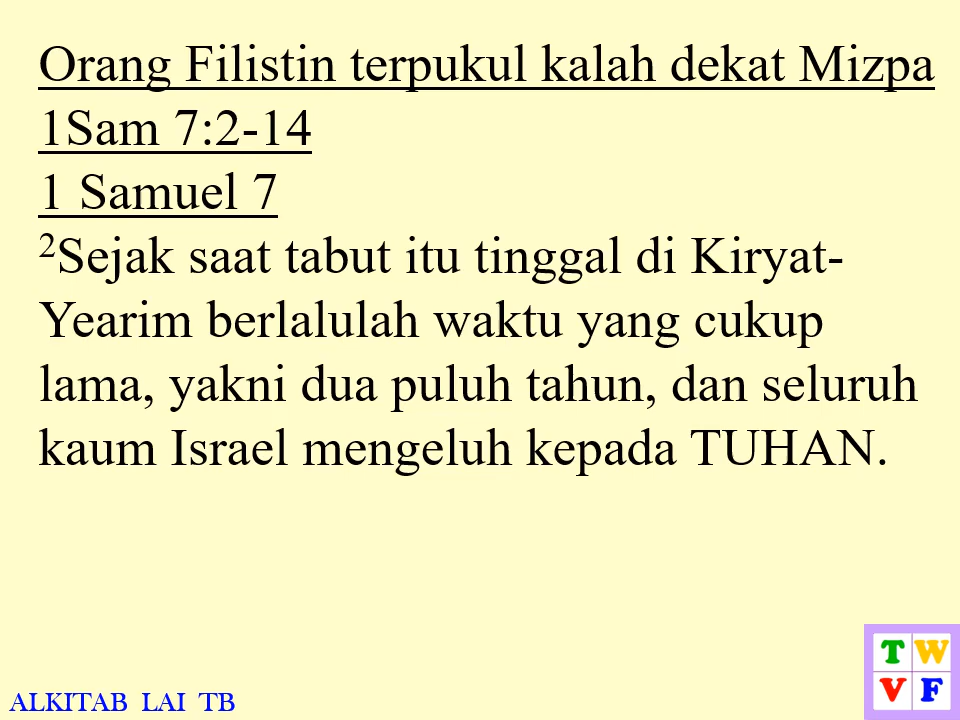 Orang Filistin terpukul kalah dekat Mizpa
1Sam 7:2-14
1 Samuel 7
²Sejak saat tabut itu tinggal di Kiryat-
Yearim berlalulah waktu yang cukup
lama, yakni dua puluh tahun, dan seluruh
kaum Israel mengeluh kepada TUHAN.
ALKITAB LAI TB
T W
V F